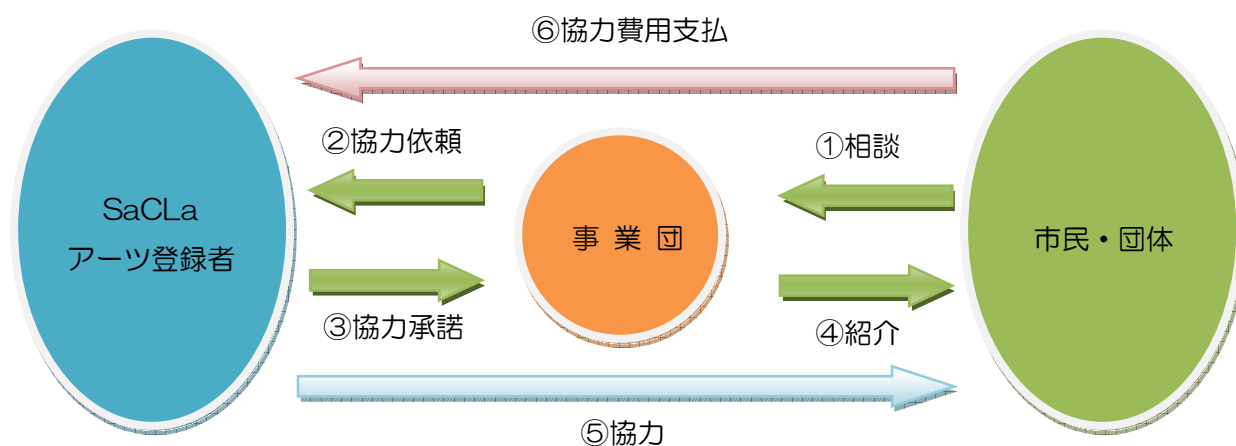 ⑥協力費用支払
②協力依頼
①相談
SaCLa
アーツ登録者
事業団
市民・団体
③協力承諾
④紹介
⑤協力